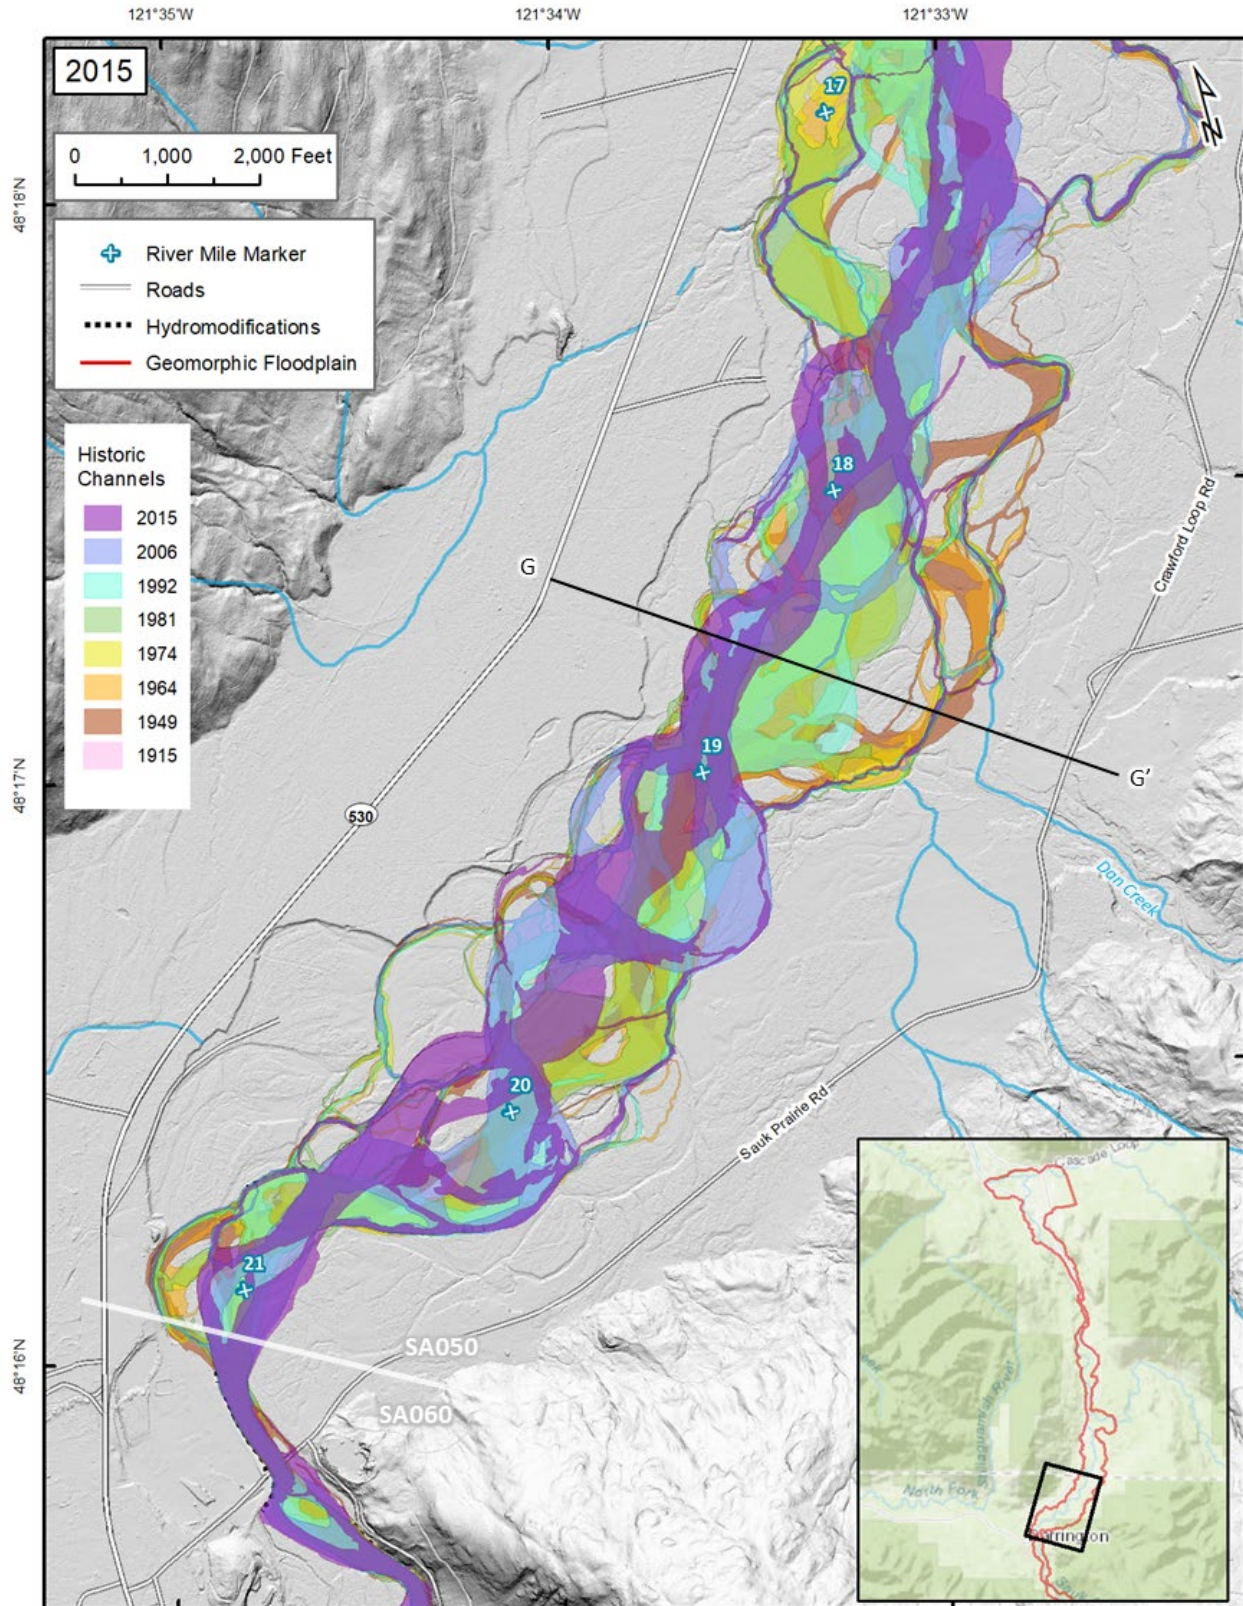 121°35'W
121°34'W
121°33'W
2015
0 1,000 2,000 Feet
River Mile Marker
Roads
Hydromodifications
Geomorphic Floodplain
Historic
Channels
2015
2006
1992
1981
1974
1964
1949
1915
N
48°18'N
48°17'N
48°16'N
17
18
G
Crawford Loop Rd
19
G'
530
Dan Creek
20
Sauk Prairie Rd
21
SA050
SA060
Cascade Loop
Stillaguamish River
North Fork